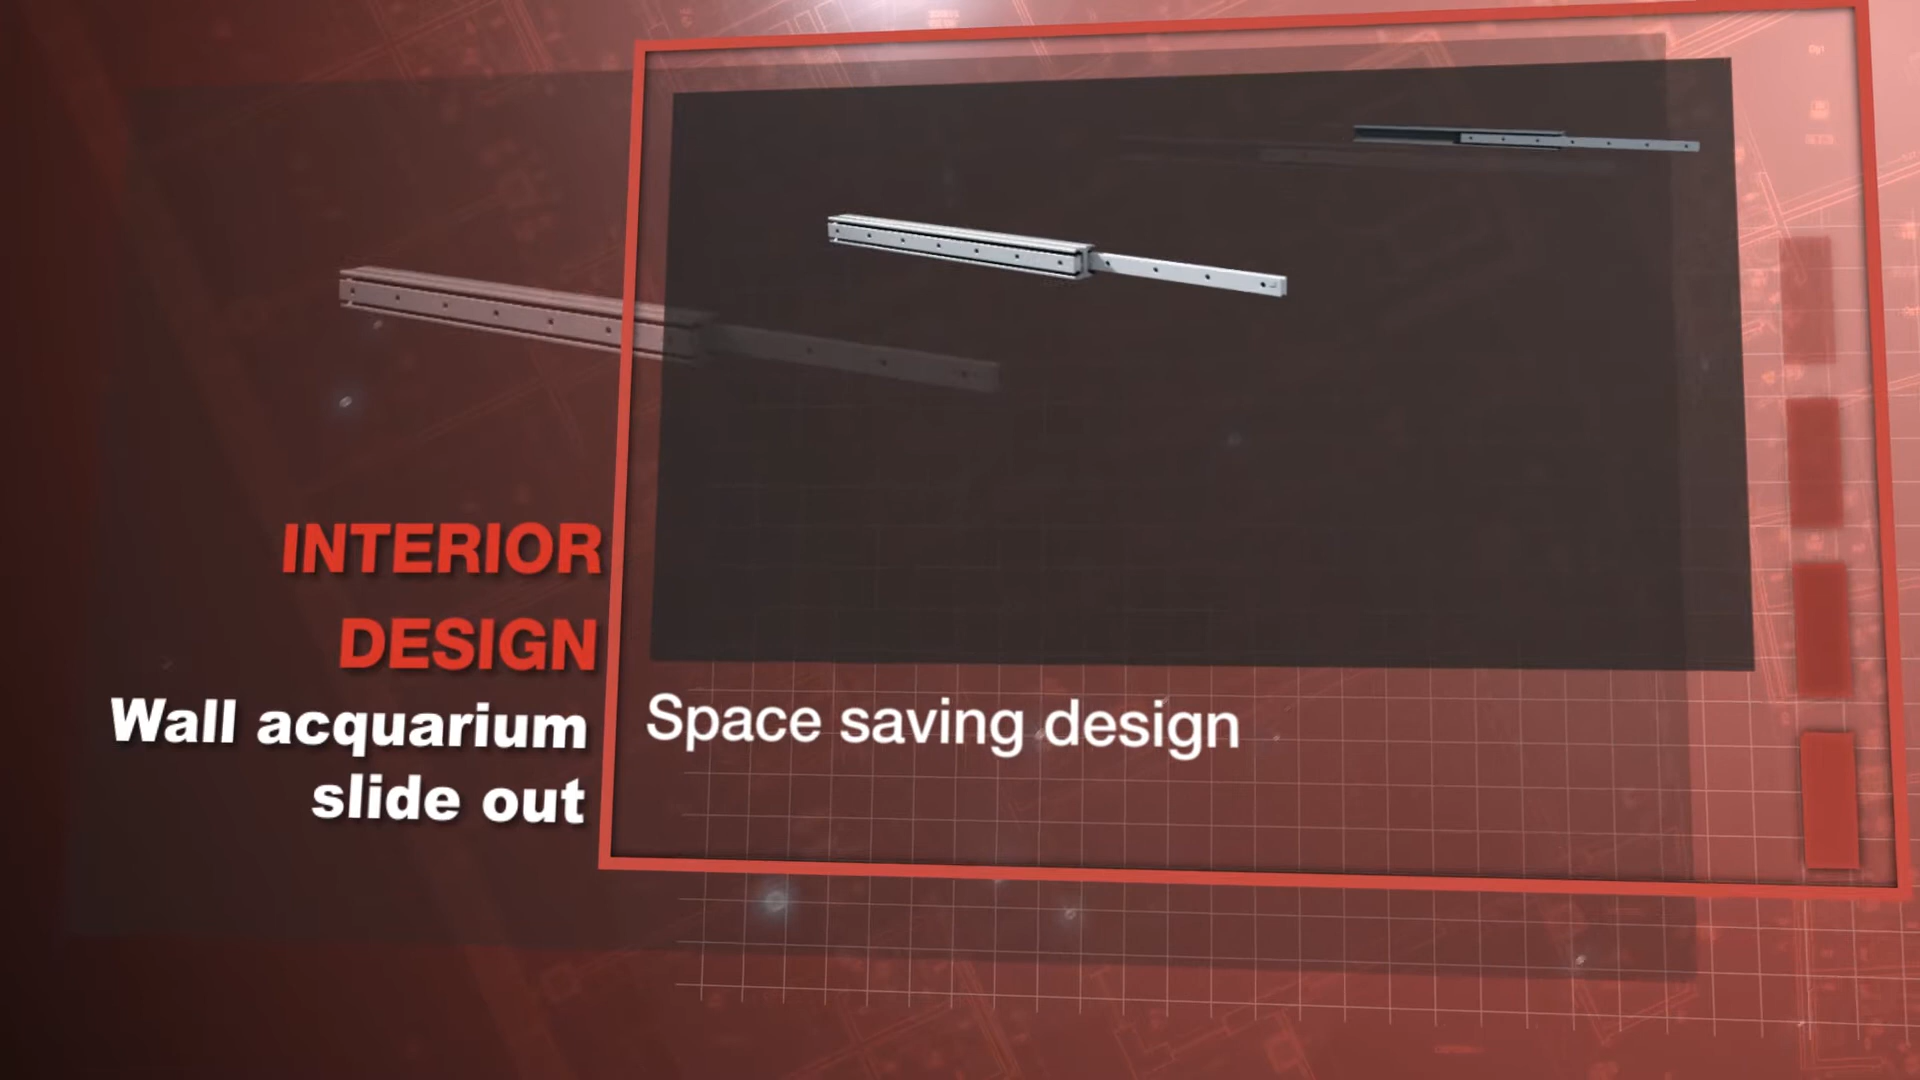 INTERIOR
DESIGN
Wall acquarium
slide out
Space saving design